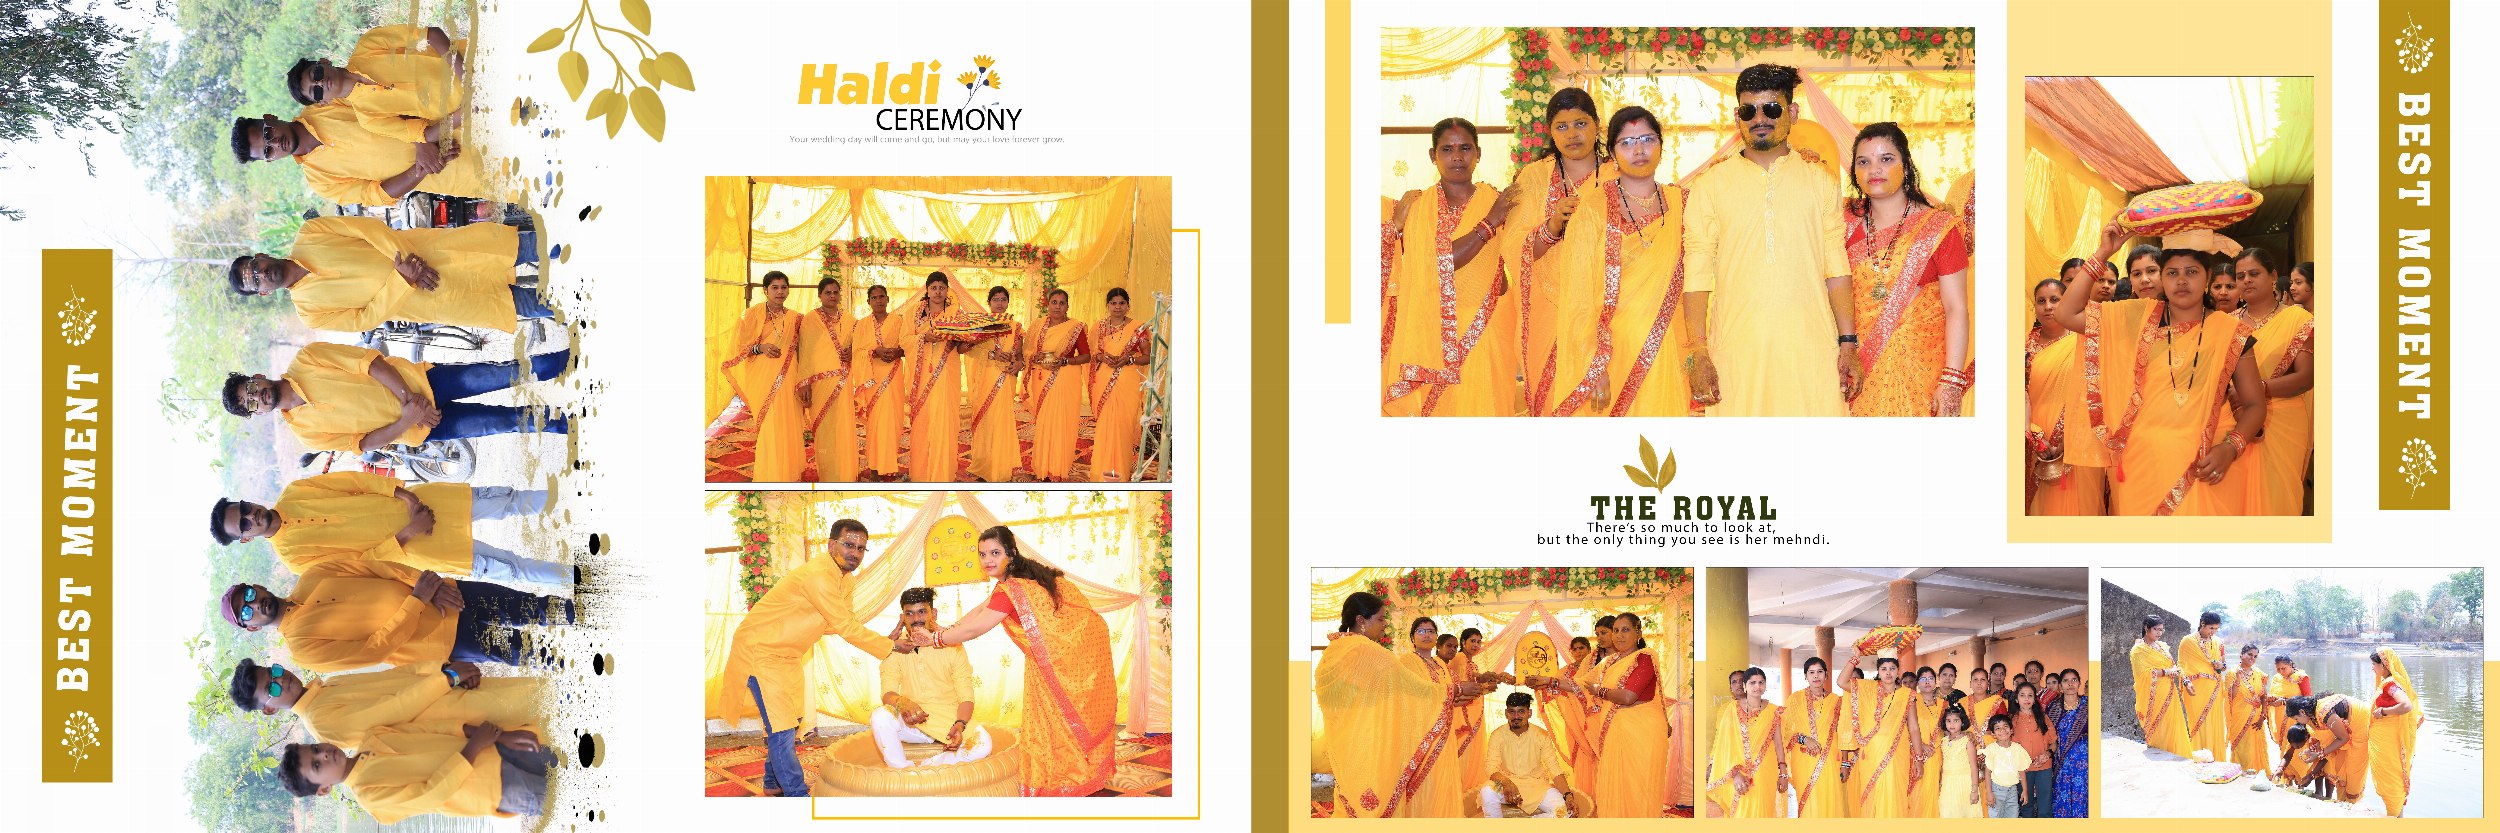 BEST MOMENT
Haldi
CEREMONY
Your wedding day will come and go, but may your love forever grow.
THE ROYAL
There's so much to look at,
but the only thing you see is her mehndi.
BEST MOMENT